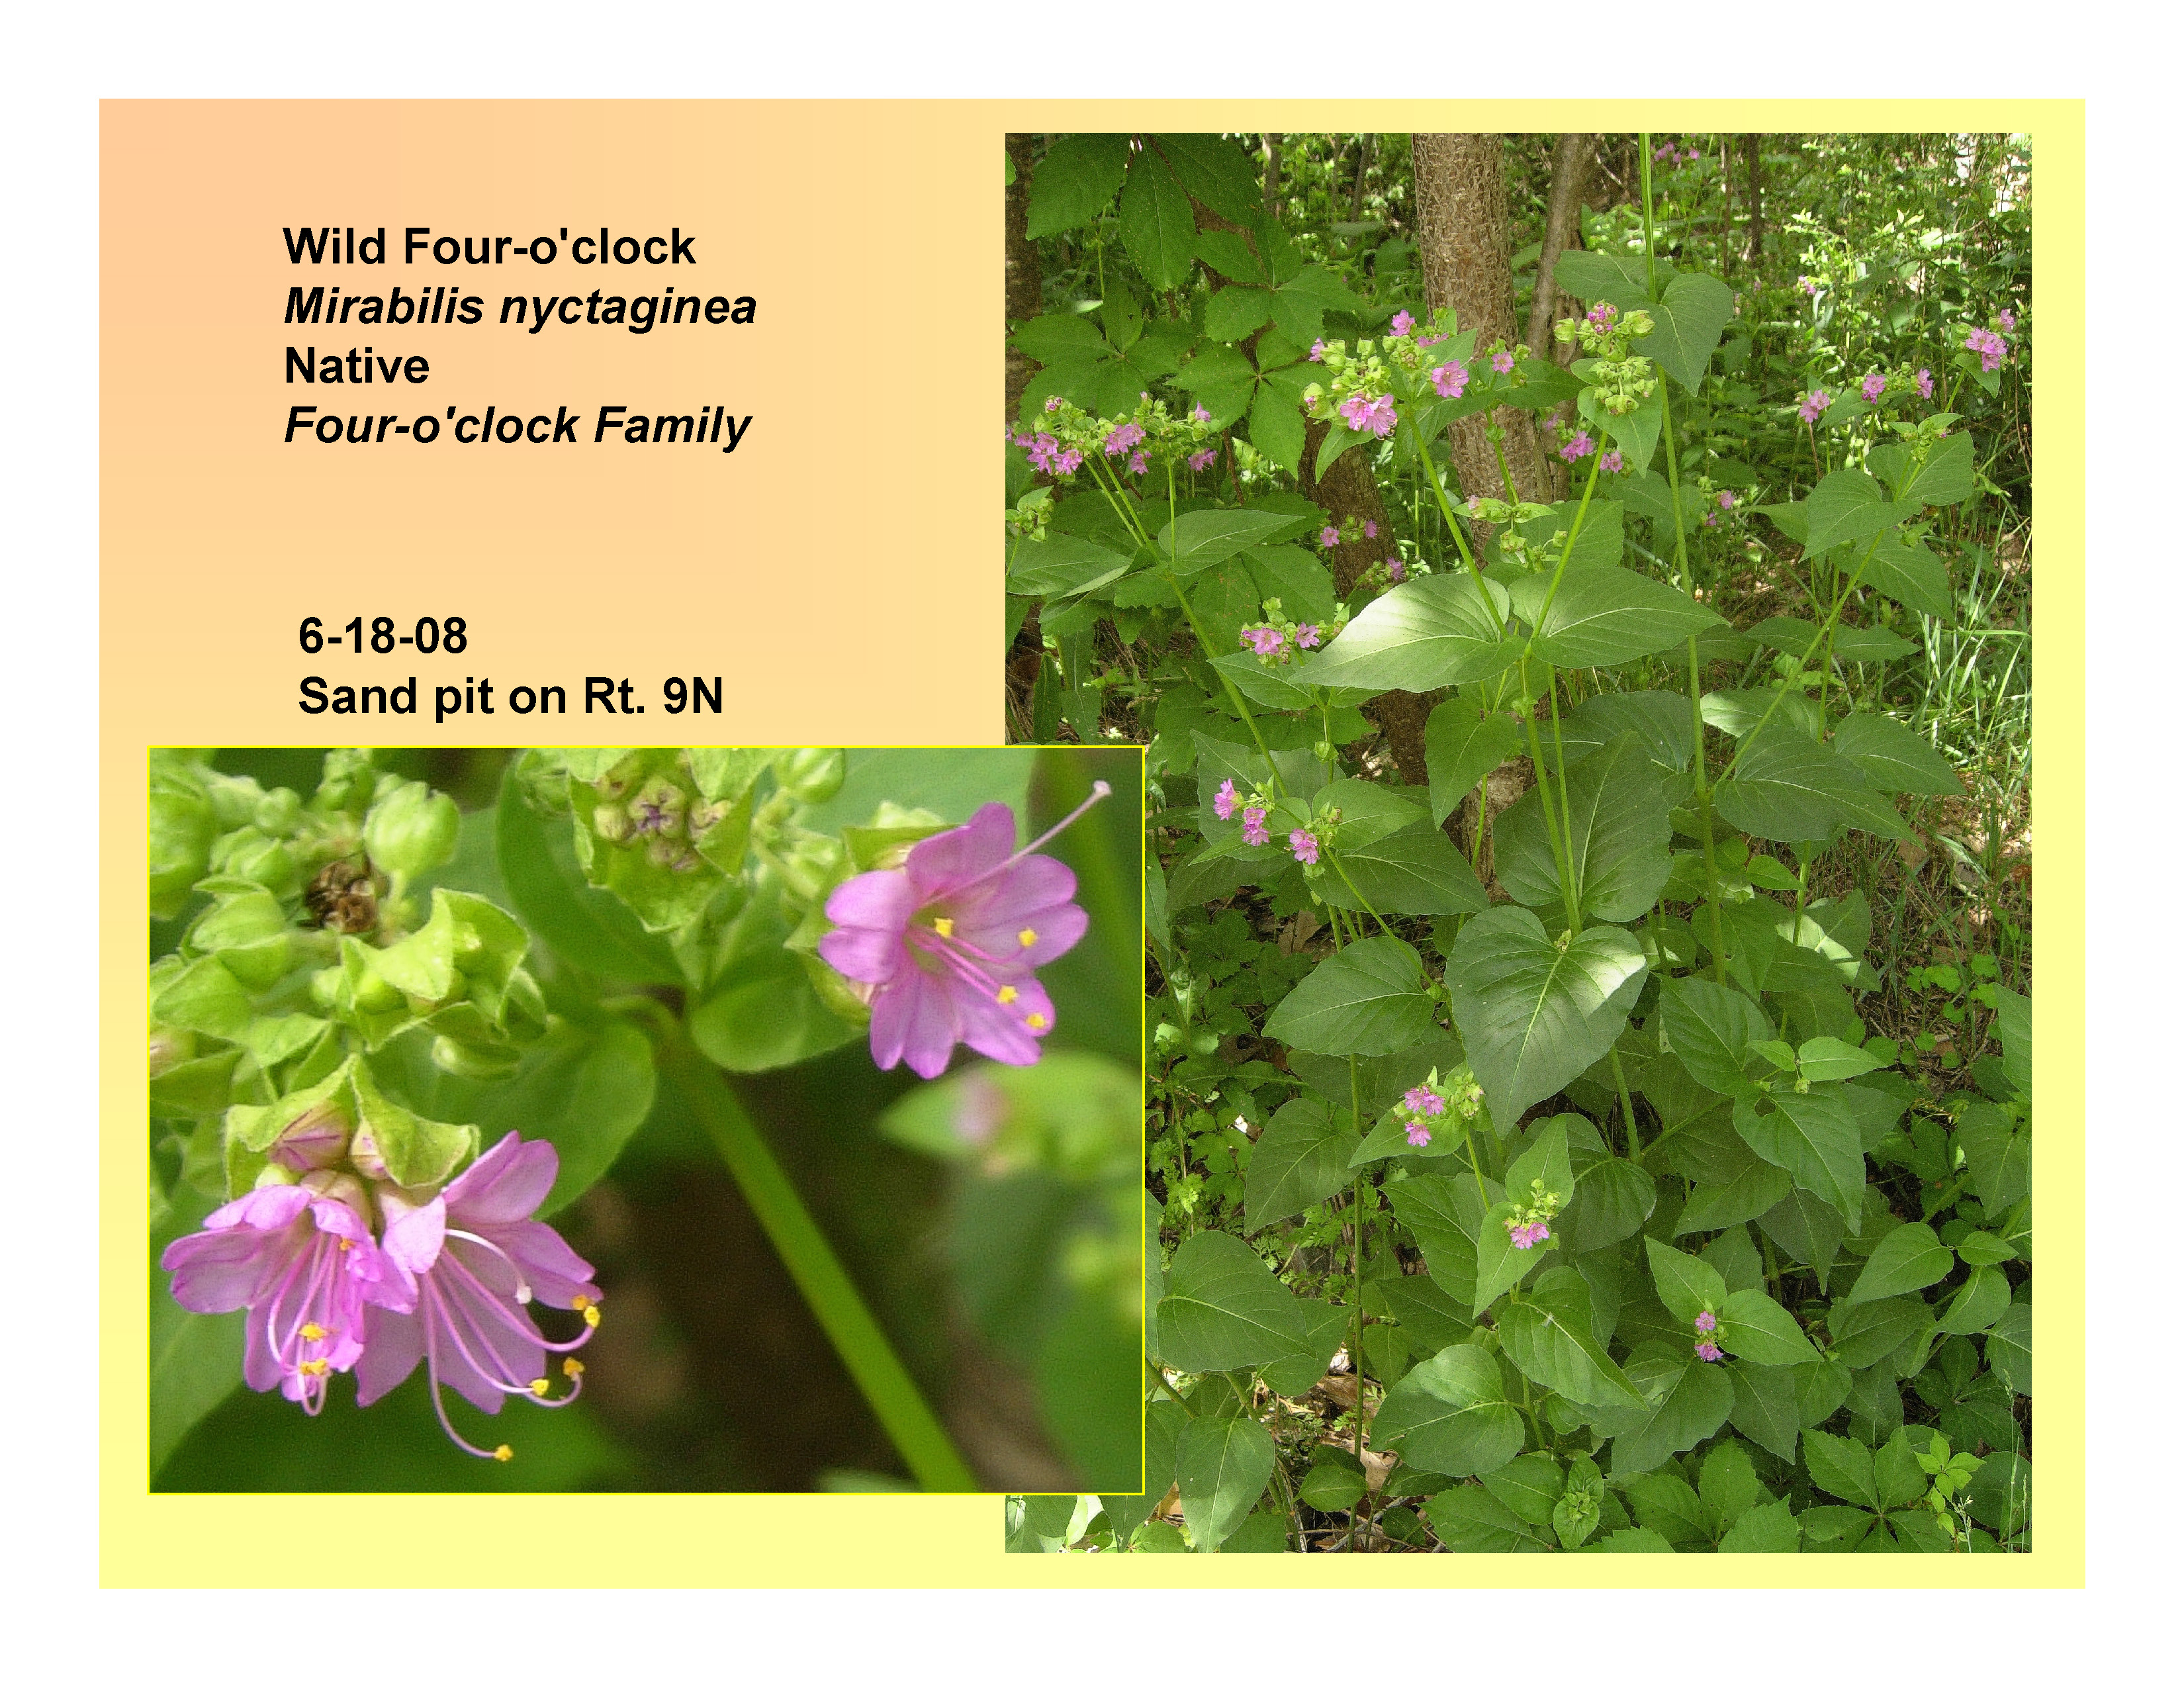 Wild Four-o'clock
Mirabilis nyctaginea
Native
Four-o'clock Family
6-18-08
Sand pit on Rt. 9N